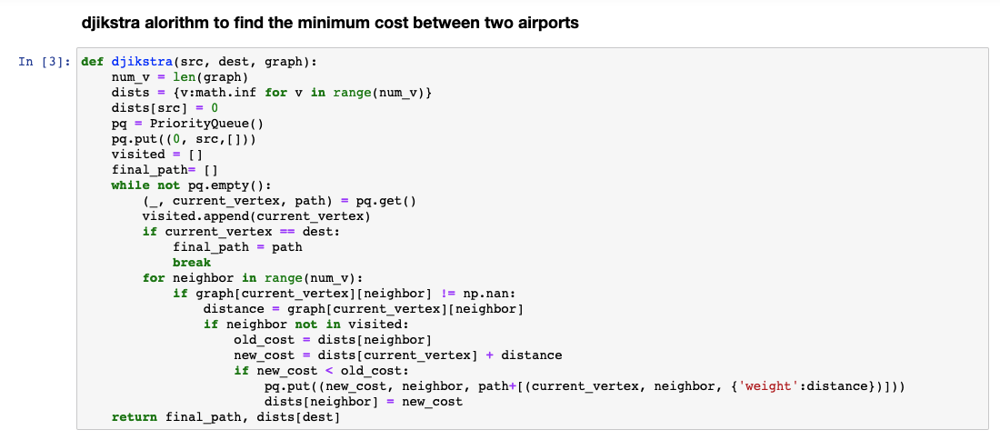 djikstra alorithm to find the minimum cost between two airports
In [3]: def djikstra(src, dest, graph):
    num_v = len(graph)
    dists = {v:math.inf for v in range(num_v)}
    dists[src] = 0
    pq = PriorityQueue()
    pq.put((0, src,[]))
    visited = []
    final_path= []
    while not pq.empty():
        (_, current_vertex, path) = pq.get()
        visited.append(current_vertex)
        if current_vertex == dest:
            final_path = path
            break
        for neighbor in range(num_v):
            if graph[current_vertex][neighbor] != np.nan:
                distance = graph[current_vertex][neighbor]
                if neighbor not in visited:
                    old_cost = dists[neighbor]
                    new_cost = dists[current_vertex] + distance
                    if new_cost < old_cost:
                        pq.put((new_cost, neighbor, path+[(current_vertex, neighbor, {'weight':distance})]))
                        dists[neighbor] = new_cost
    return final_path, dists[dest]